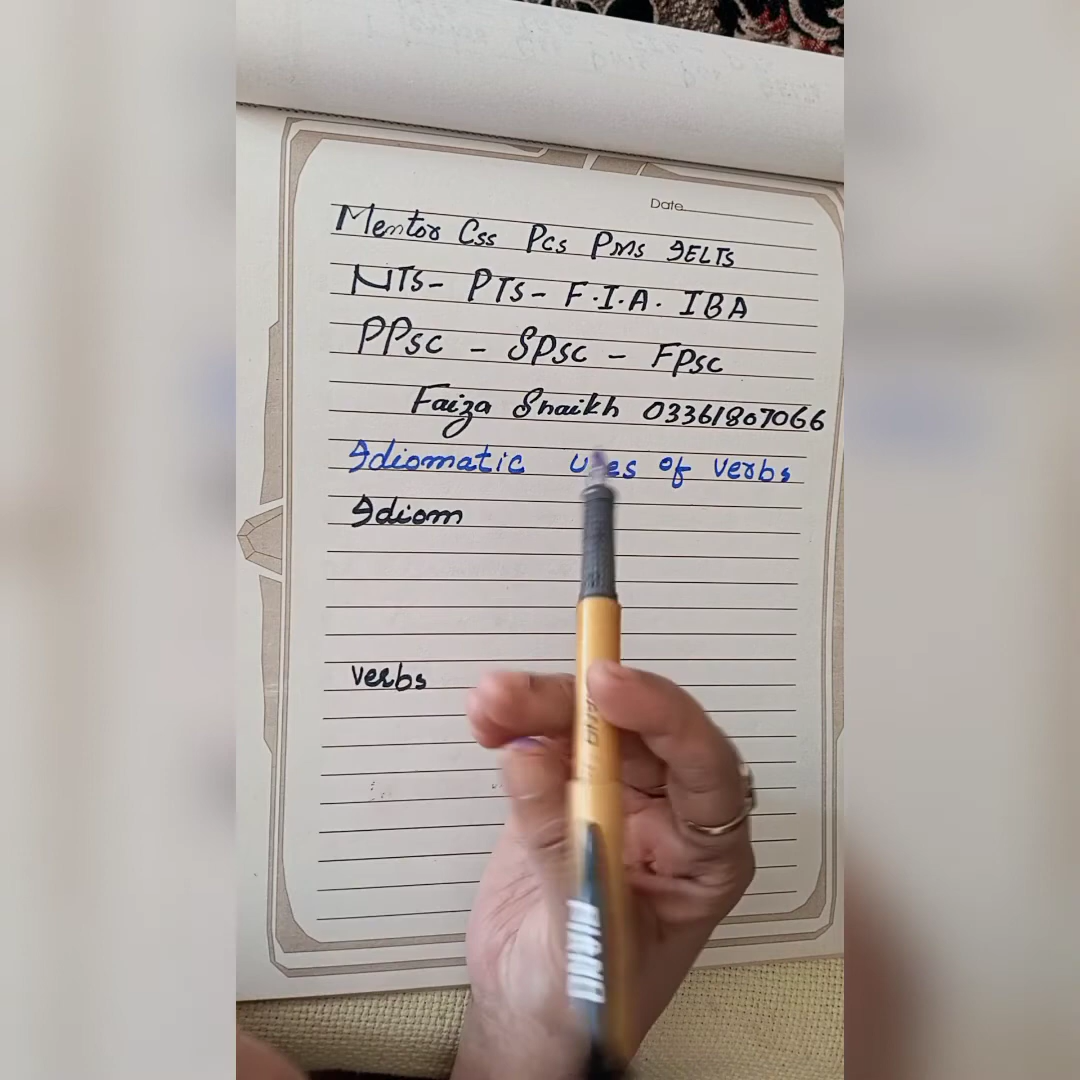 Date
Mentor Css Pcs Pms IELTS
NTS- PTS- F.I.A. IBA
PPsc - SPsc - FPsc
Faiza Shaikh 03361807066
Idiomatic uses of verbs
Idiom
verbs
PIANO